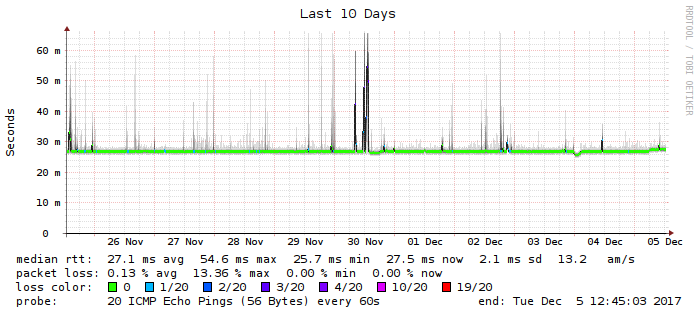 Last 10 Days
RRDTOOL / TOBI OETIKER
Seconds
60 m
50 m
40 m
30 m
20 m
10 m
0
26 Nov 27 Nov 28 Nov 29 Nov 30 Nov 01 Dec 02 Dec 03 Dec 04 Dec 05 Dec
median rtt: 27.1 ms avg 54.6 ms max 25.7 ms min 27.5 ms now 2.1 ms sd 13.2 am/s
packet loss: 0.13 % avg 13.36 % max 0.00 % min 0.00 % now
loss color: 0 1/20 2/20 3/20 4/20 10/20 19/20
probe: 20 ICMP Echo Pings (56 Bytes) every 60s end: Tue Dec 5 12:45:03 2017